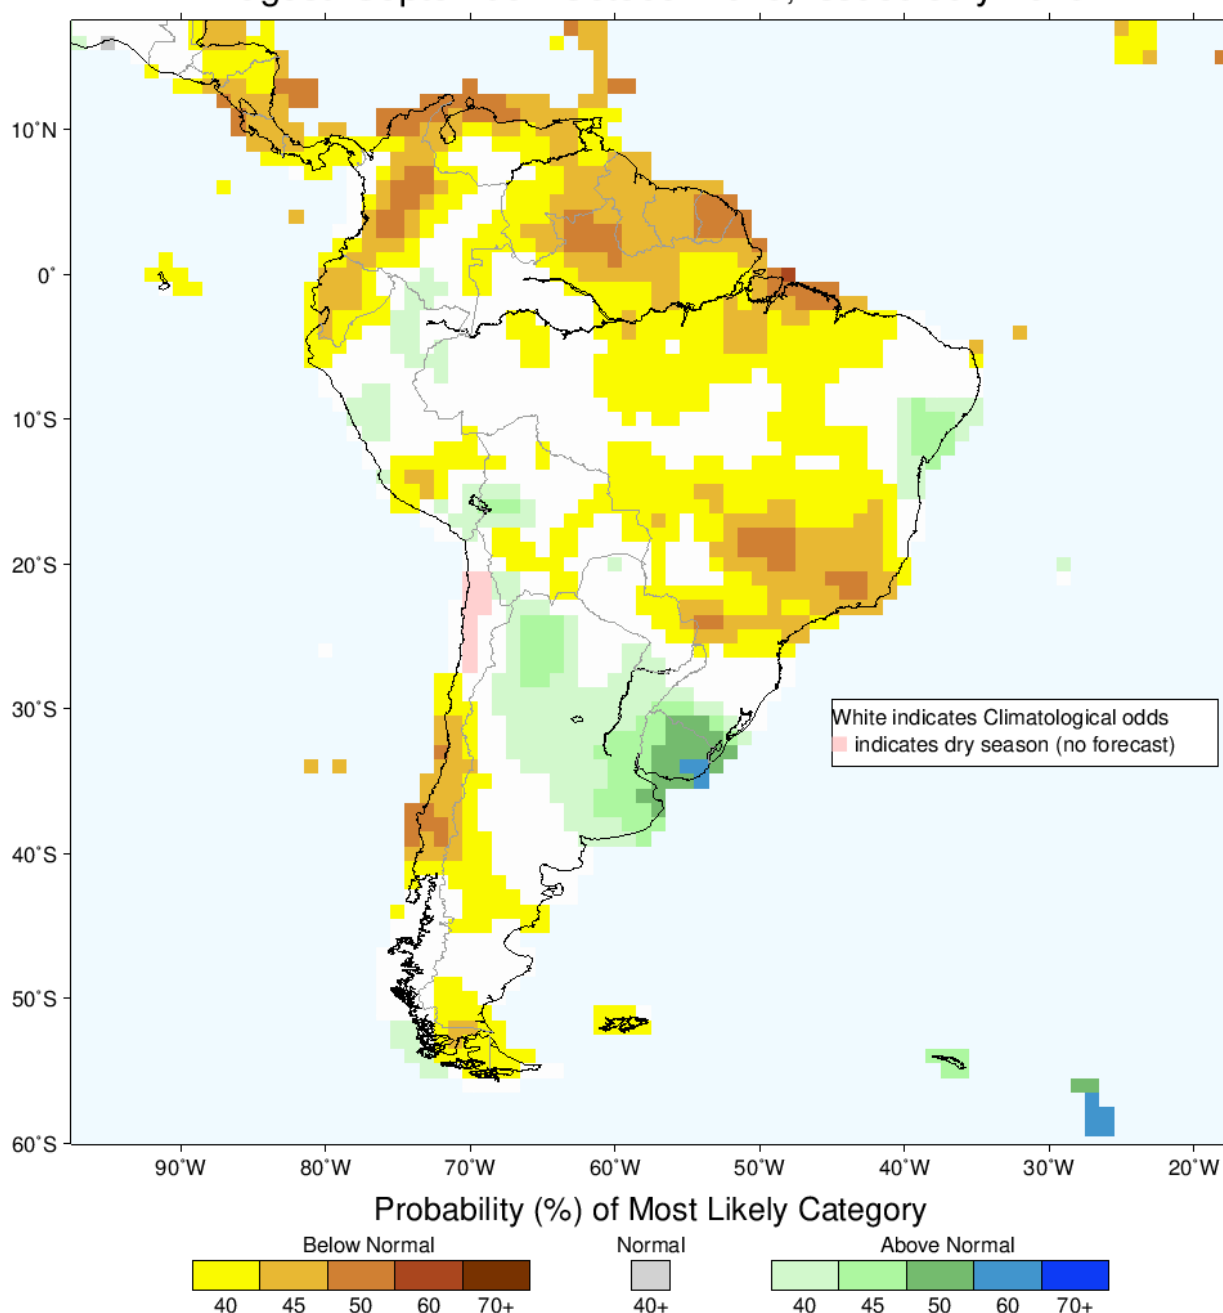 10˚N
0˚
10˚S
20˚S
30˚S
40˚S
50˚S
60˚S
White indicates Climatological odds
indicates dry season (no forecast)
90˚W 80˚W 70˚W 60˚W 50˚W 40˚W 30˚W 20˚W
Probability (%) of Most Likely Category
Below Normal Normal Above Normal
40 45 50 60 70+ 40+ 40 45 50 60 70+